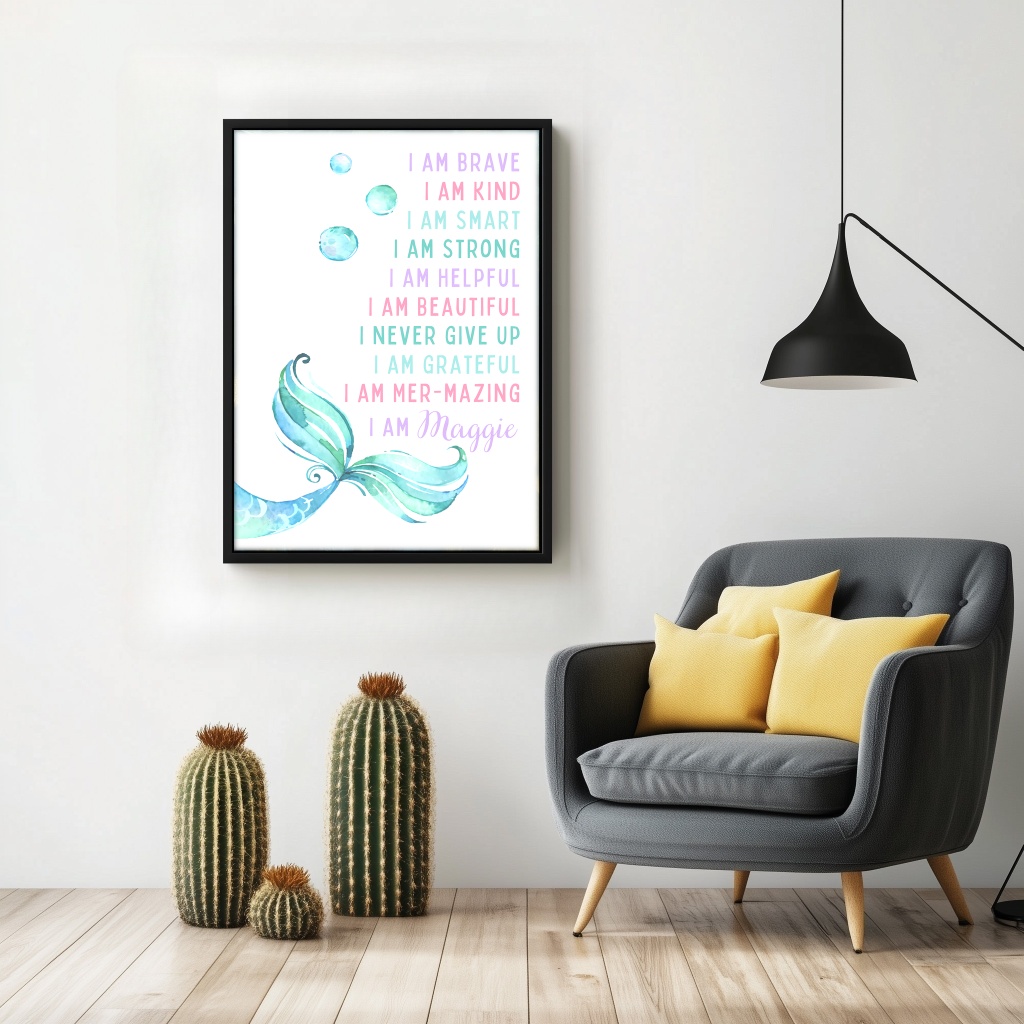 I AM BRAVE
I AM KIND
I AM SMART
I AM STRONG
I AM HELPFUL
I AM BEAUTIFUL
I NEVER GIVE UP
I AM GRATEFUL
I AM MER-MAZING
I AM Maggie